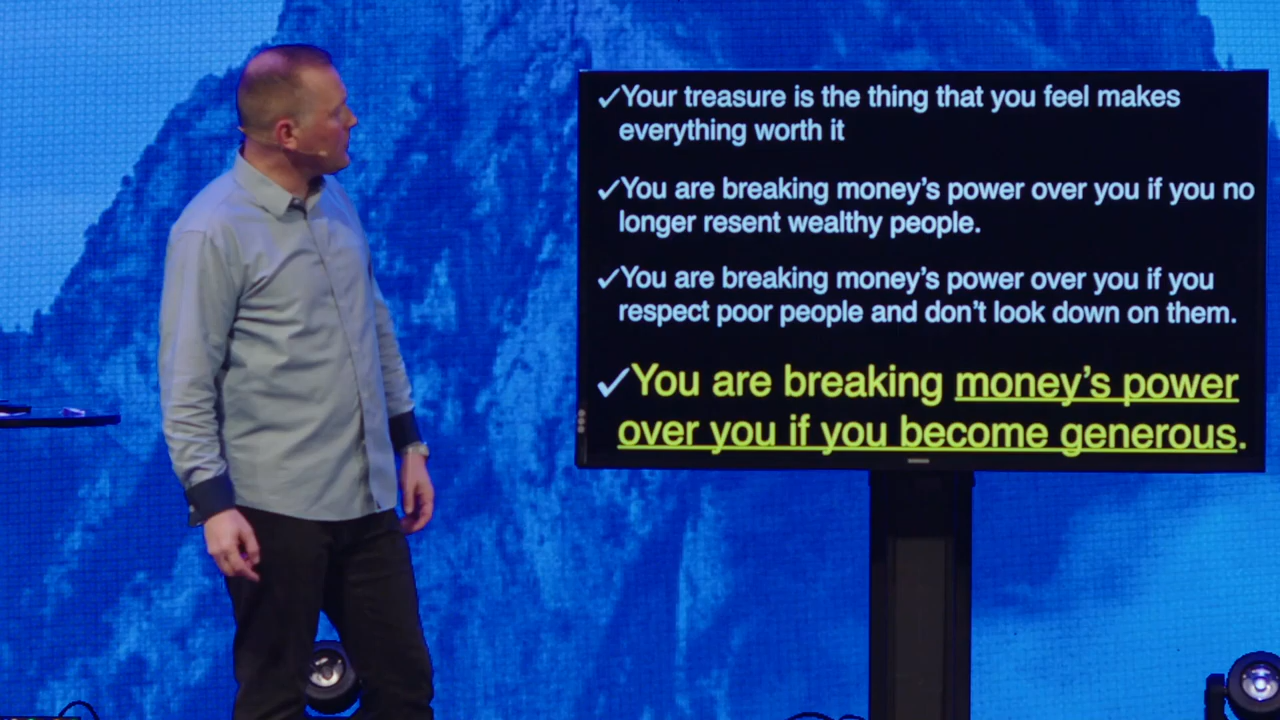 ✓Your treasure is the thing that you feel makes
everything worth it
✓You are breaking money's power over you if you no
longer resent wealthy people.
✓You are breaking money's power over you if you
respect poor people and don't look down on them.
✓You are breaking money's power
over you if you become generous.